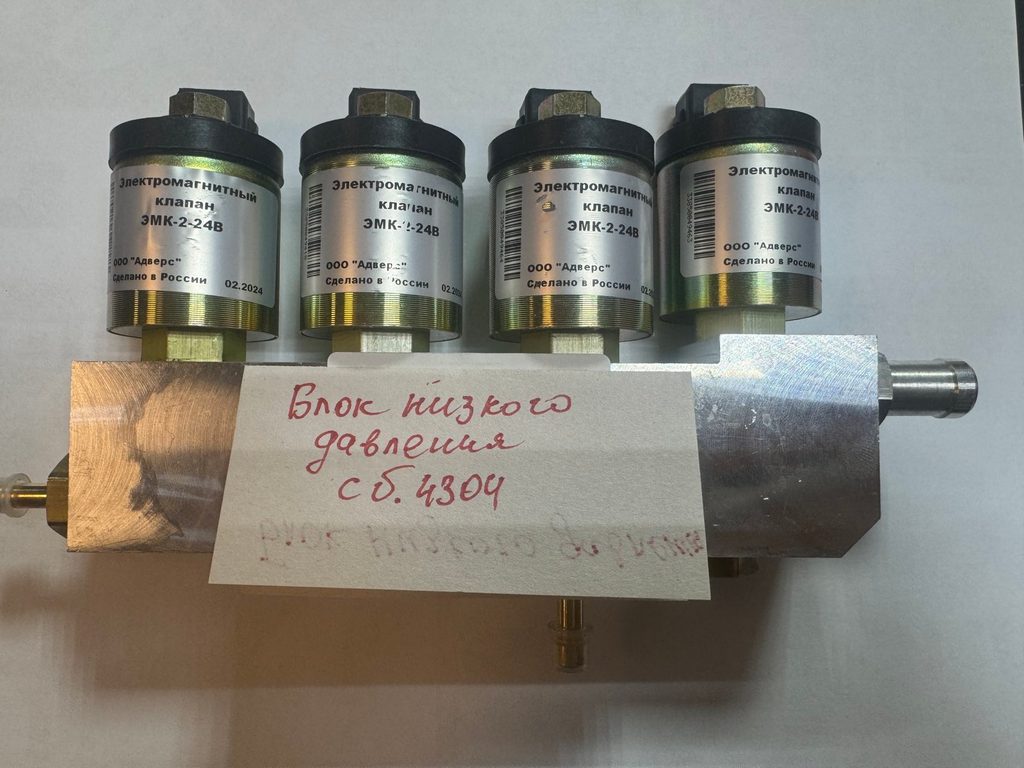 Электромагнитный
клапан
ЭМК-2-24В
ООО "Адверс"
Сделано в России 02.2024
Электромагнитный
клапан
ЭМК-2-24В
ООО "Адверс"
Сделано в России
Электромагнитный
клапан
ЭМК-2-24В
ООО "Адверс"
Сделано в России
Электромагнитный
клапан
ЭМК-2-24В
ООО "Адверс"
Сделано в России
Блок низкого
давления
сб. 4304